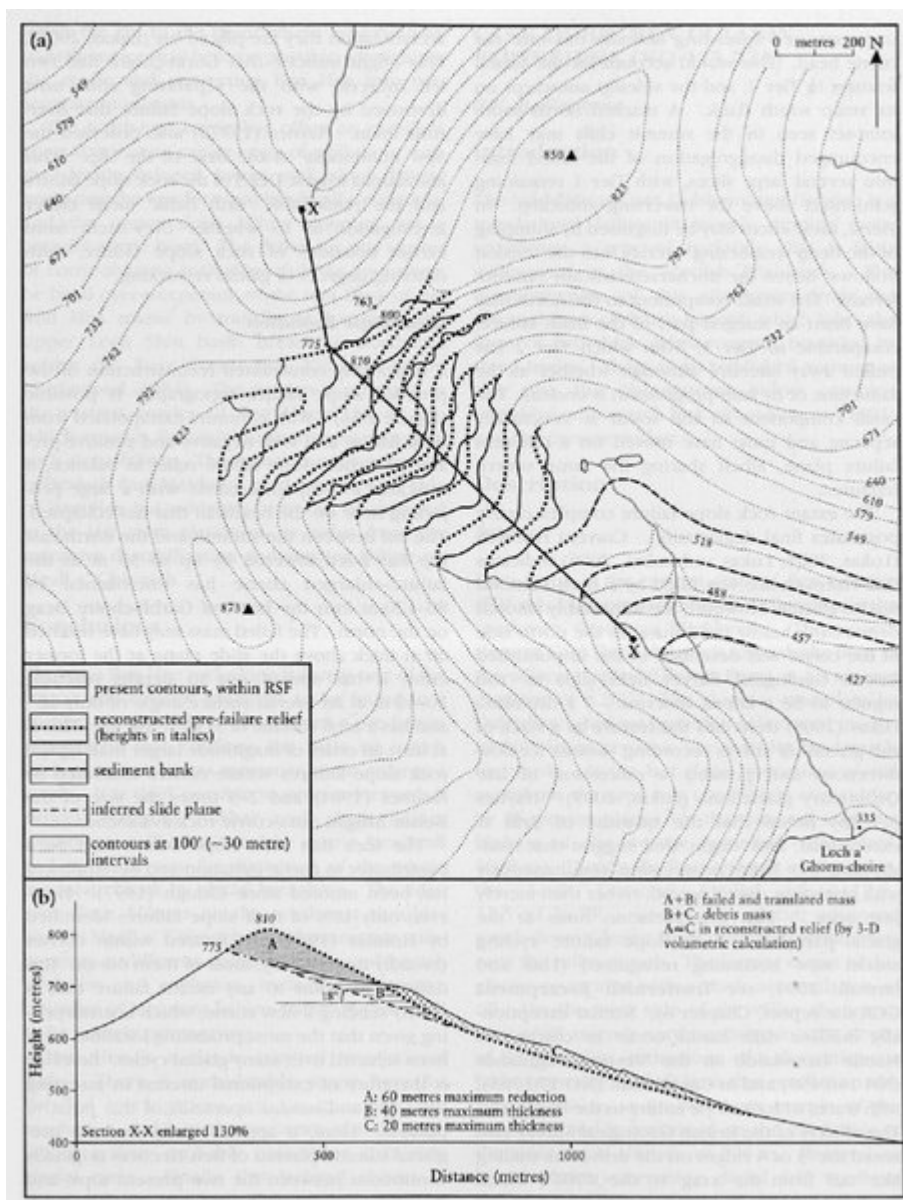 (a)
0 metres 200
N
549
579
610
640
671
701
732
762
792
823
X
850
823
792
762
732
701
671
640
610
579
549
518
488
457
427
763
800
775
810
873
X
335
Loch a'
Ghorm-choire
present contours, within RSF
reconstructed pre-failure relief
(heights in italics)
sediment bank
inferred slide plane
contours at 100' (~30 metre)
intervals
(b)
810
775
A
B
C
18°
Height (metres)
800
700
600
500
400
A+B: failed and translated mass
B+C: debris mass
A≃C in reconstructed relief (by 3-D
volumetric calculation)
A: 60 metres maximum reduction
B: 40 metres maximum thickness
C: 20 metres maximum thickness
Section X-X enlarged 130%
0
500
1000
Distance (metres)